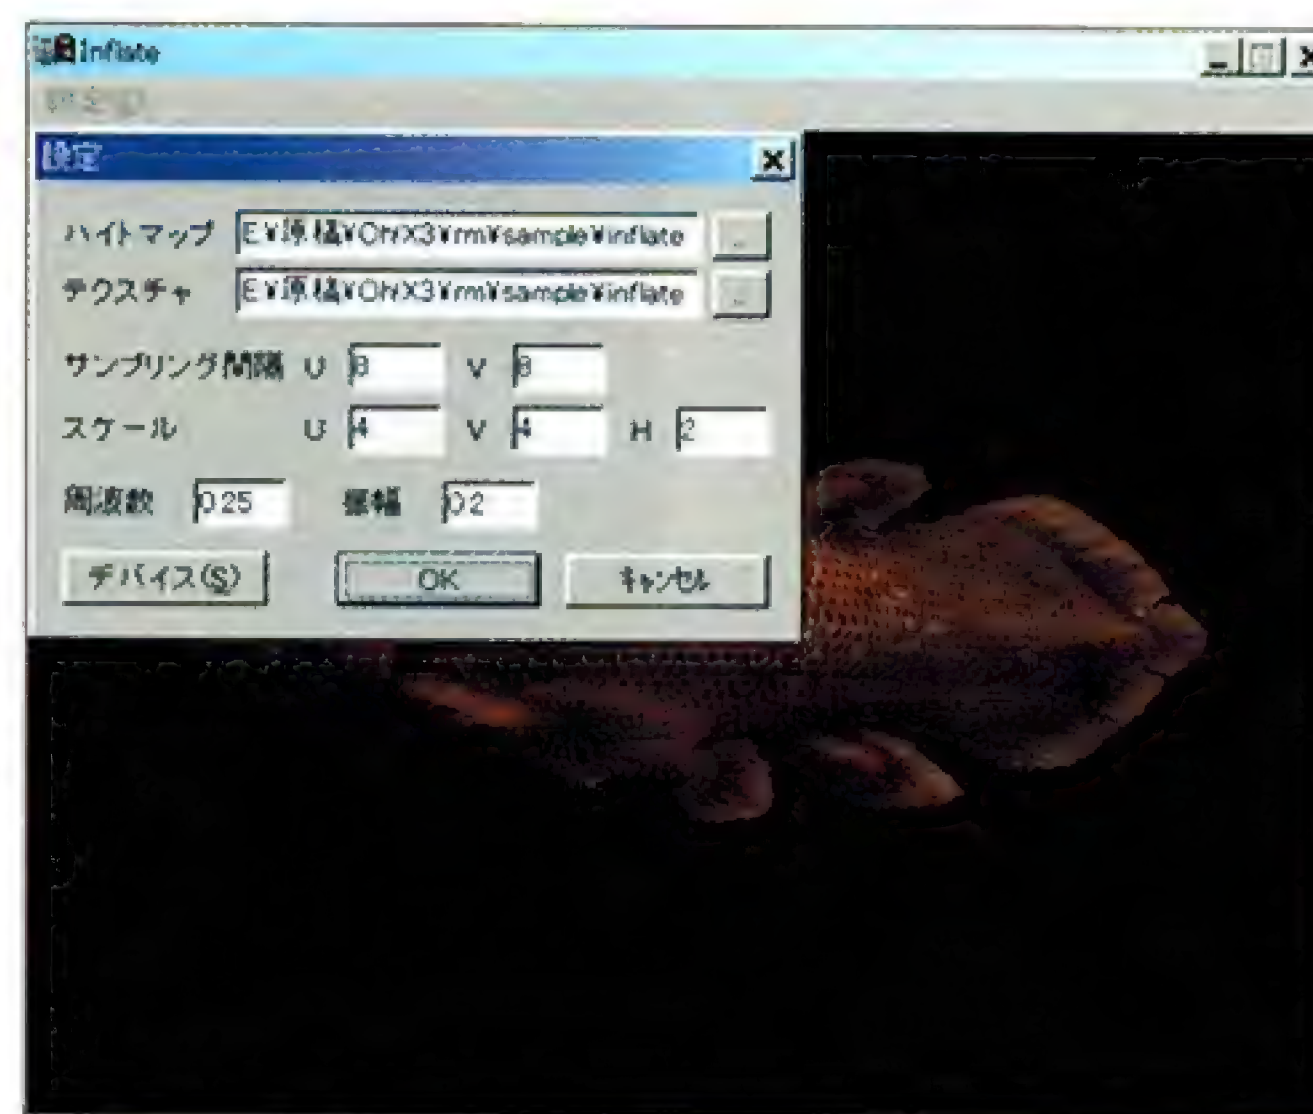 Inflate
設定
ハイトマップ E:¥原稿¥Oh!X3¥rm¥sample¥inflate
テクスチャ E:¥原稿¥Oh!X3¥rm¥sample¥inflate
サンプリング間隔 U 8 V 8
スケール U 4 V 4 H 2
周波数 0.25 振幅 0.2
デバイス(S) OK キャンセル